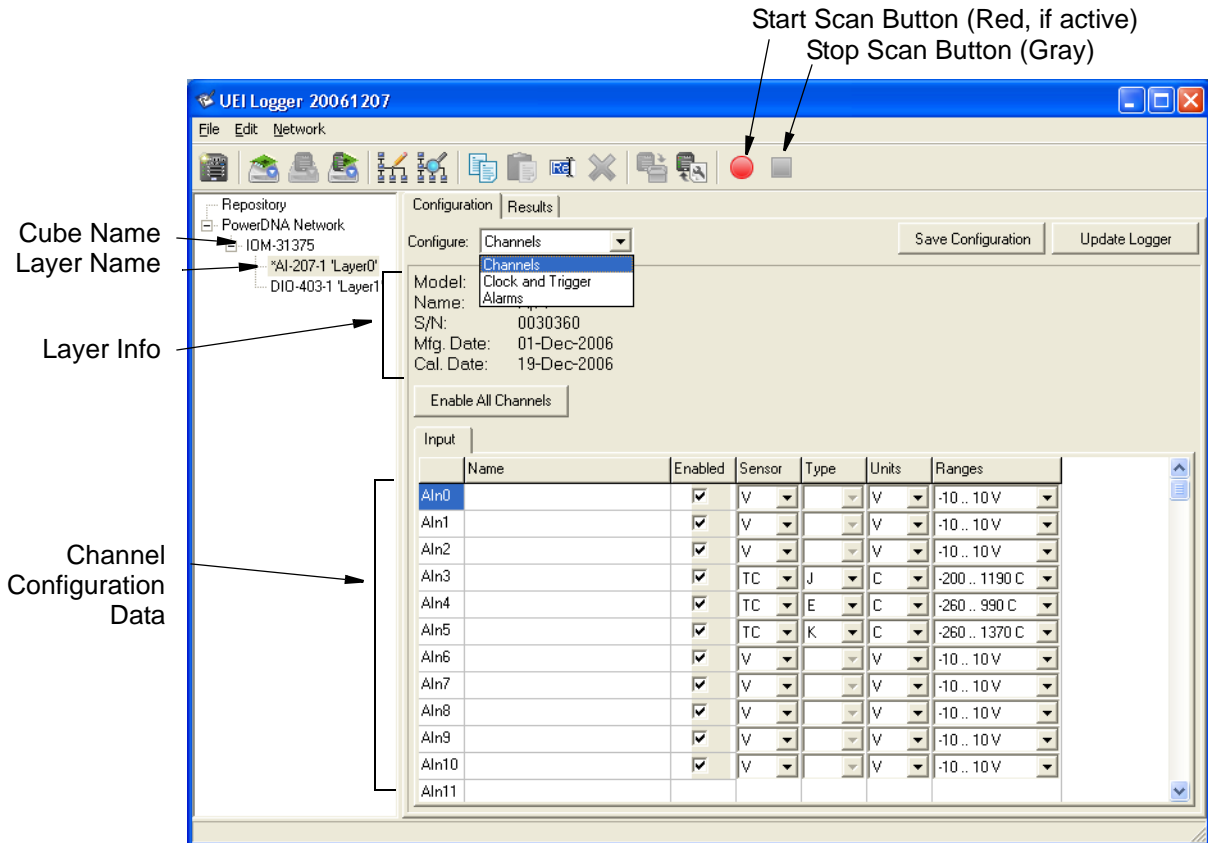 Start Scan Button (Red, if active)
Stop Scan Button (Gray)
UEI Logger 20061207
File Edit Network
Repository
PowerDNA Network
IOM-31375
*AI-207-1 'Layer0'
DIO-403-1 'Layer1'
Cube Name
Layer Name
Layer Info
Channel
Configuration
Data
Configuration Results
Configure: Channels
Save Configuration Update Logger
Channels
Clock and Trigger
Alarms
Model:
Name:
S/N: 0030360
Mfg. Date: 01-Dec-2006
Cal. Date: 19-Dec-2006
Enable All Channels
Input
Name Enabled Sensor Type Units Ranges
AIn0 V V -10 .. 10 V
AIn1 V V -10 .. 10 V
AIn2 V V -10 .. 10 V
AIn3 TC J C -200 .. 1190 C
AIn4 TC E C -260 .. 990 C
AIn5 TC K C -260 .. 1370 C
AIn6 V V -10 .. 10 V
AIn7 V V -10 .. 10 V
AIn8 V V -10 .. 10 V
AIn9 V V -10 .. 10 V
AIn10 V V -10 .. 10 V
AIn11